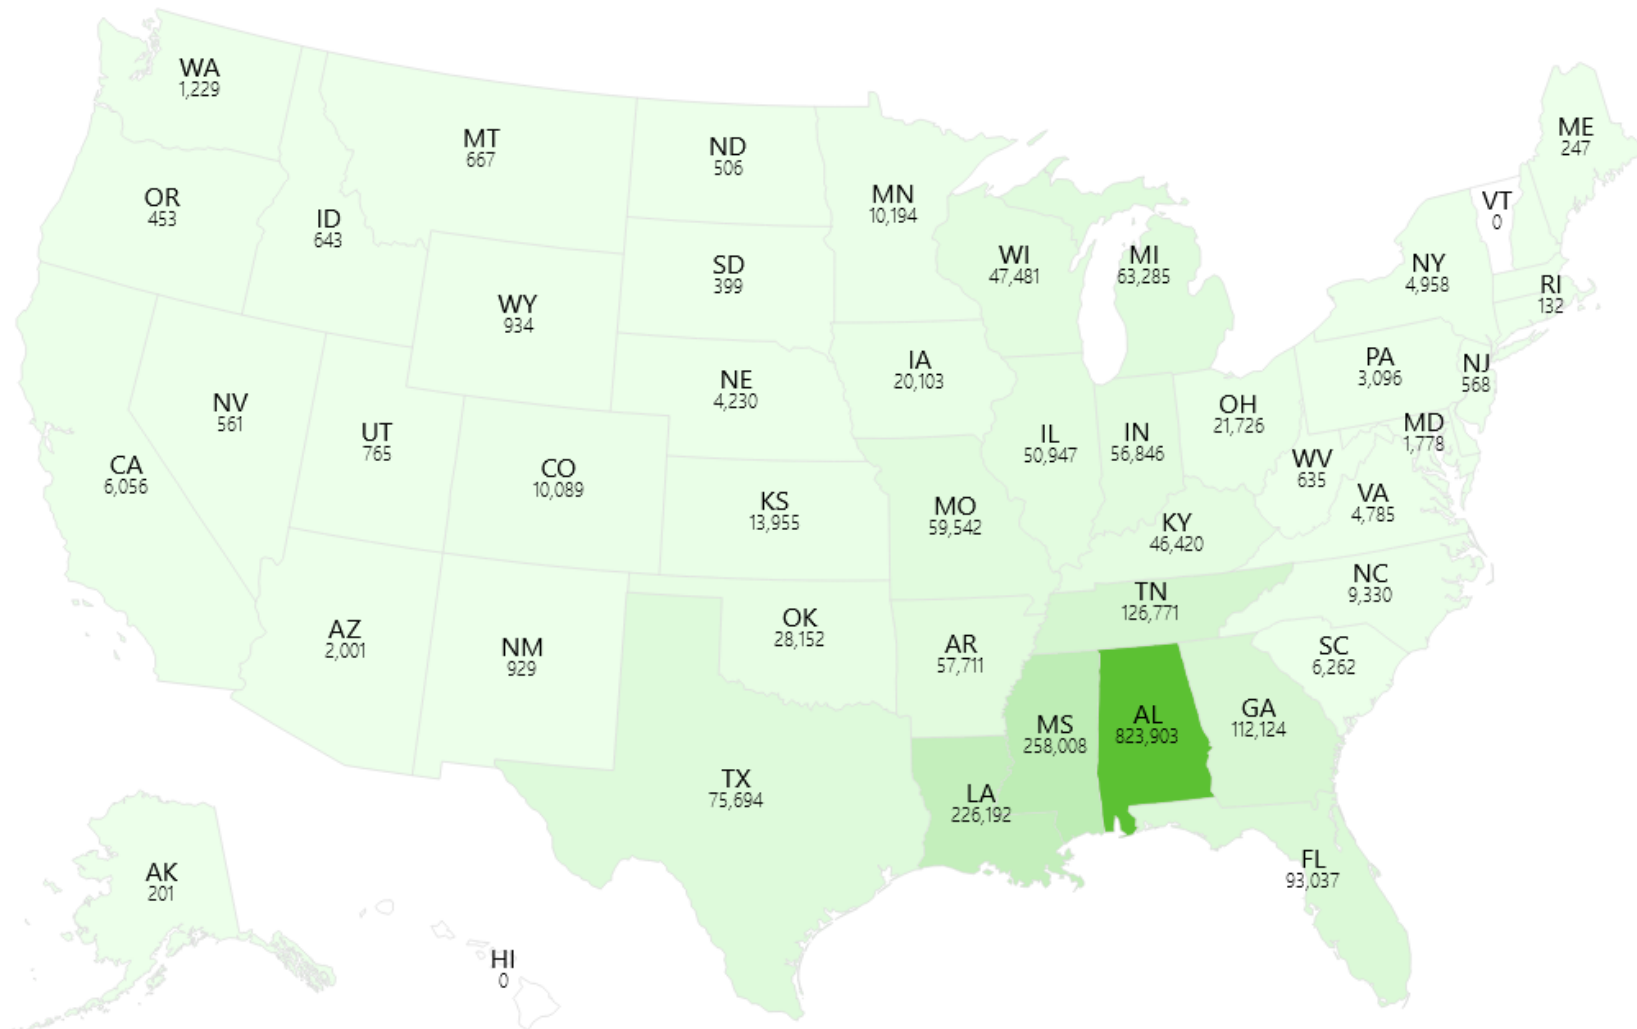 WA
1,229
MT
667
ND
506
ME
247
OR
453
ID
643
MN
10,194
VT
0
WI
47,481
MI
63,285
SD
399
NY
4,958
RI
132
WY
934
IA
20,103
PA
3,096
NJ
568
NE
4,230
NV
561
OH
21,726
UT
765
IL
50,947
IN
56,846
MD
1,778
CA
6,056
CO
10,089
WV
635
KS
13,955
MO
59,542
VA
4,785
KY
46,420
NC
9,330
TN
126,771
AZ
2,001
NM
929
OK
28,152
AR
57,711
SC
6,262
MS
258,008
AL
823,903
GA
112,124
TX
75,694
LA
226,192
FL
93,037
AK
201
HI
0